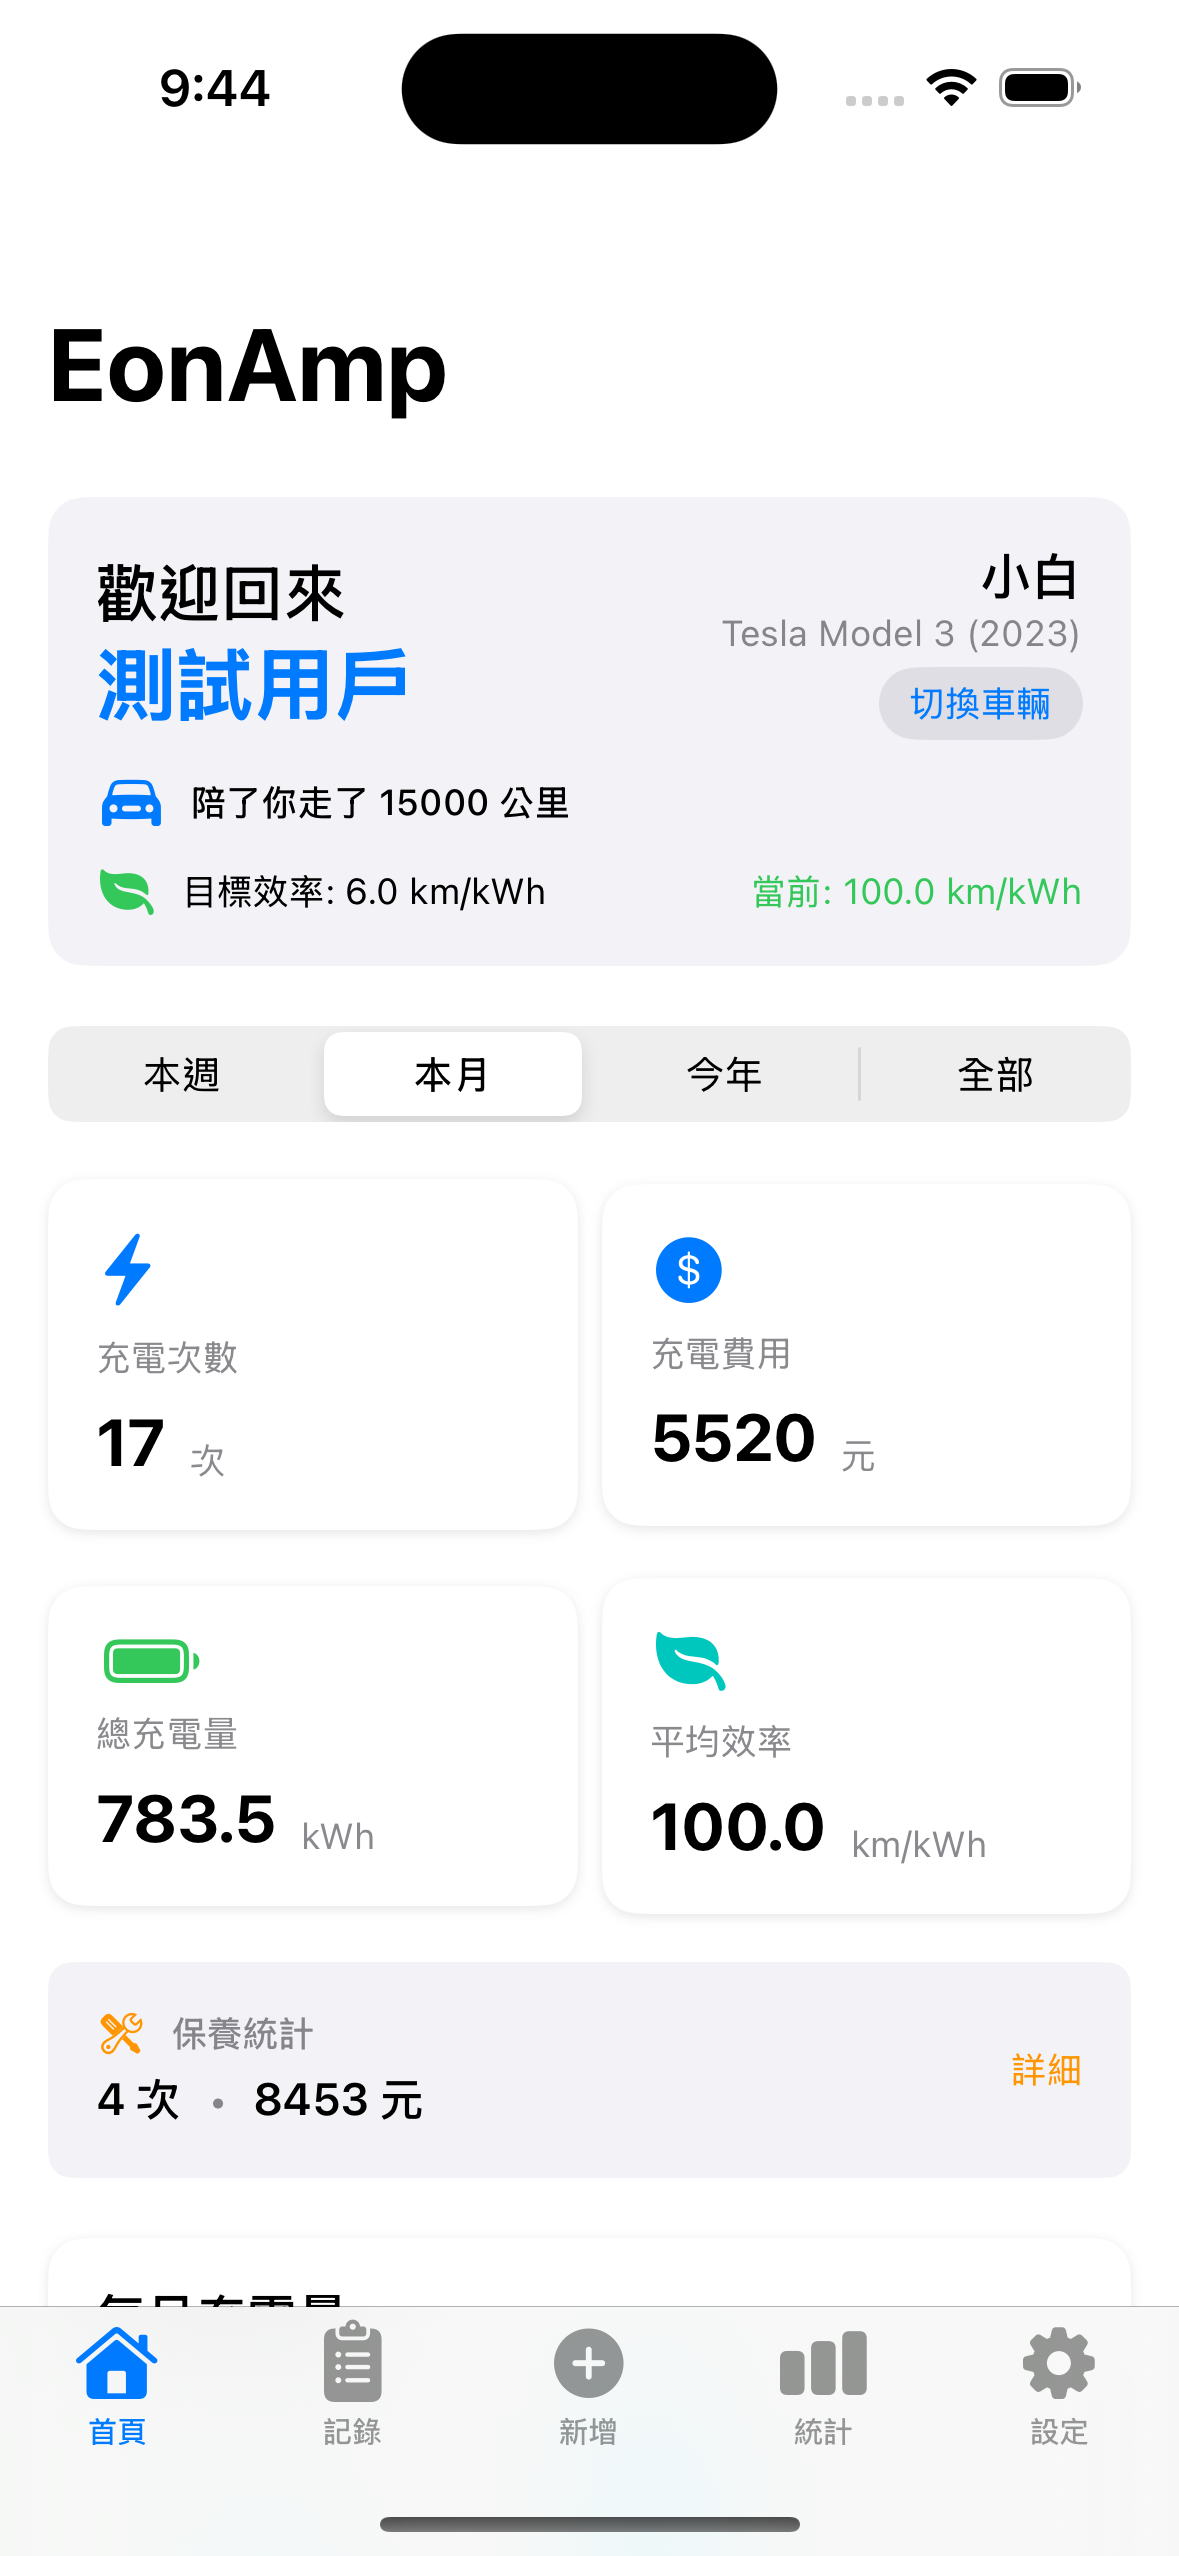 9:44
EonAmp
歡迎回來
測試用戶
小白
Tesla Model 3 (2023)
切換車輛
陪了你走了 15000 公里
目標效率: 6.0 km/kWh
當前: 100.0 km/kWh
本週
本月
今年
全部
充電次數
17 次
$
充電費用
5520 元
總充電量
783.5 kWh
平均效率
100.0 km/kWh
保養統計
4 次 • 8453 元
詳細
每日充電量
首頁
記錄
新增
統計
設定